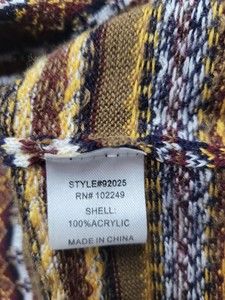 STYLE#92025
RN# 102249
SHELL:
100%ACRYLIC
MADE IN CHINA